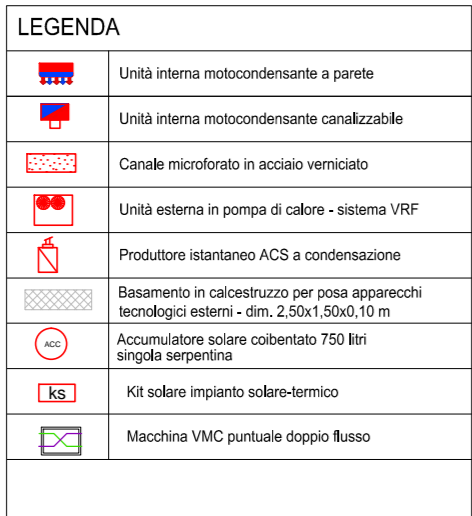 LEGENDA
Unità interna motocondensante a parete
Unità interna motocondensante canalizzabile
Canale microforato in acciaio verniciato
Unità esterna in pompa di calore - sistema VRF
Produttore istantaneo ACS a condensazione
Basamento in calcestruzzo per posa apparecchi
tecnologici esterni - dim. 2,50x1,50x0,10 m
ACC
Accumulatore solare coibentato 750 litri
singola serpentina
ks
Kit solare impianto solare-termico
Macchina VMC puntuale doppio flusso